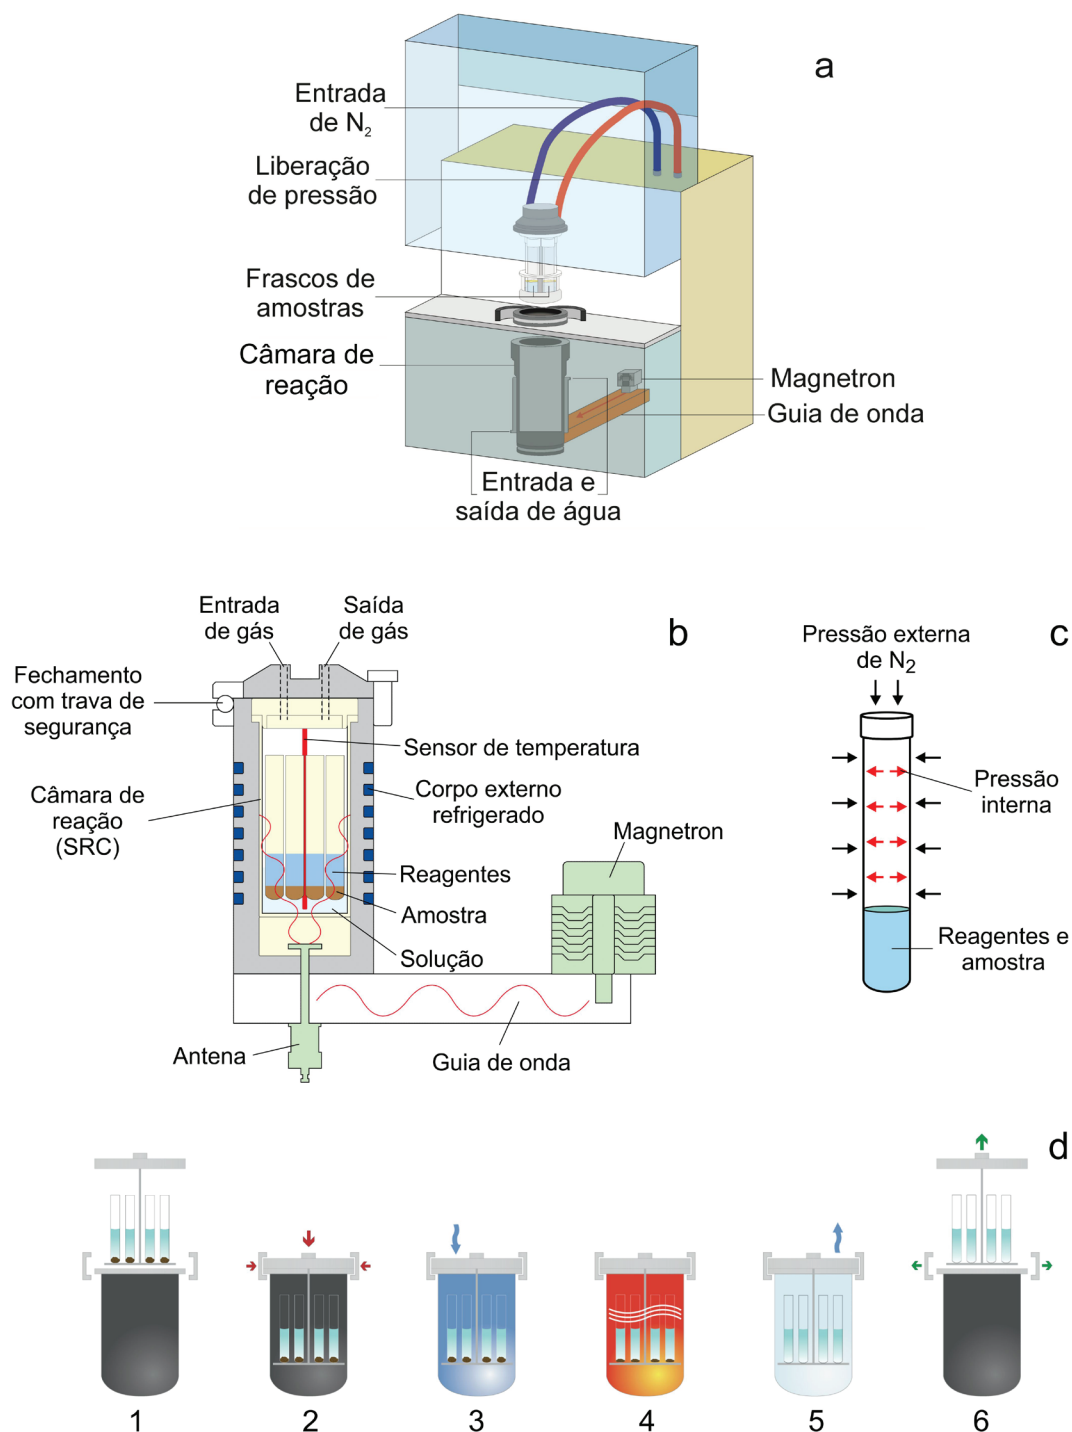 a
Entrada
de N2
Liberação
de pressão
Frascos de
amostras
Câmara de
reação
Magnetron
Guia de onda
Entrada e
saída de água
b
Entrada
de gás
Saída
de gás
Fechamento
com trava de
segurança
Sensor de temperatura
Câmara de
reação
(SRC)
Corpo externo
refrigerado
Magnetron
Reagentes
Amostra
Solução
Antena
Guia de onda
c
Pressão externa
de N2
Pressão
interna
Reagentes e
amostra
d
1
2
3
4
5
6